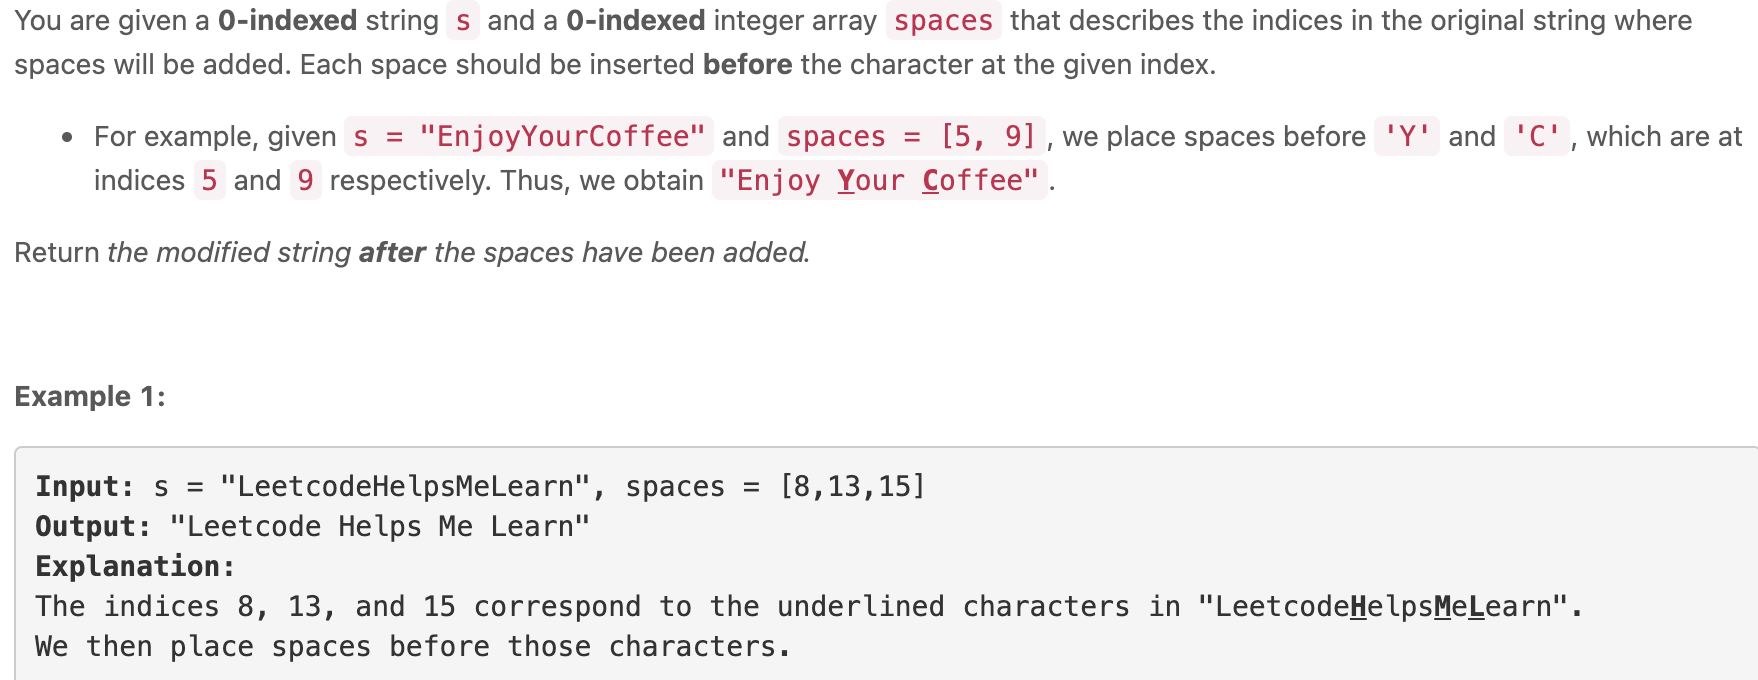 You are given a 0-indexed string s and a 0-indexed integer array spaces that describes the indices in the original string where
spaces will be added. Each space should be inserted before the character at the given index.
• For example, given s = "EnjoyYourCoffee" and spaces = [5, 9], we place spaces before 'Y' and 'C', which are at
indices 5 and 9 respectively. Thus, we obtain "Enjoy Your Coffee".
Return the modified string after the spaces have been added.
Example 1:
Input: s = "LeetcodeHelpsMeLearn", spaces = [8,13,15]
Output: "Leetcode Helps Me Learn"
Explanation:
The indices 8, 13, and 15 correspond to the underlined characters in "LeetcodeHelpsMeLearn".
We then place spaces before those characters.